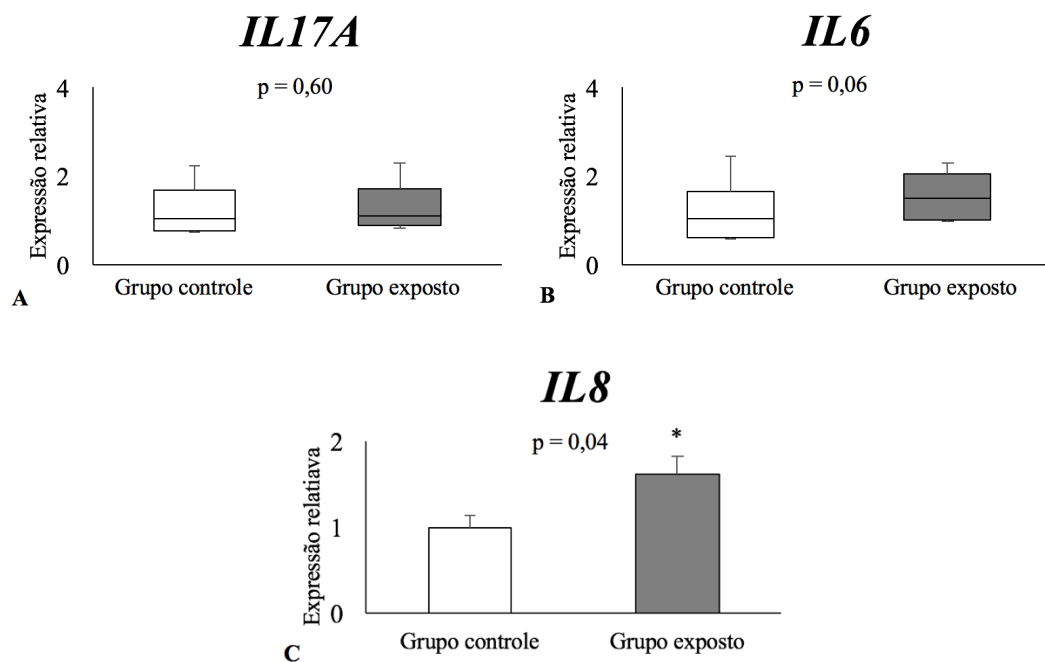 IL17A
p = 0,60
Expressão relativa
4
2
0
Grupo controle
Grupo exposto
A
IL6
p = 0,06
Expressão relativa
4
2
0
Grupo controle
Grupo exposto
B
IL8
p = 0,04
*
Expressão relatiava
2
1
0
Grupo controle
Grupo exposto
C